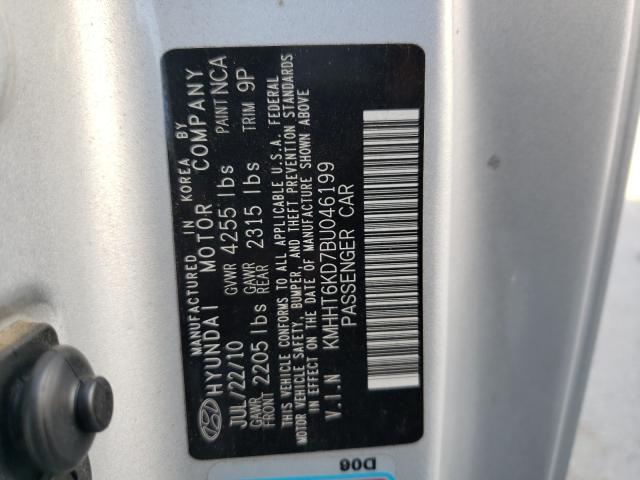 MANUFACTURED IN KOREA BY
HYUNDAI MOTOR COMPANY
JUL/22/10 GVWR 4255 lbs PAINT NCA
GAWR FRONT 2205 lbs GAWR REAR 2315 lbs TRIM 9P
THIS VEHICLE CONFORMS TO ALL APPLICABLE U.S.A. FEDERAL
MOTOR VEHICLE SAFETY, BUMPER, AND THEFT PREVENTION STANDARDS
IN EFFECT ON THE DATE OF MANUFACTURE SHOWN ABOVE
V.I.N KMHHT6KD7BU046199
PASSENGER CAR
D06